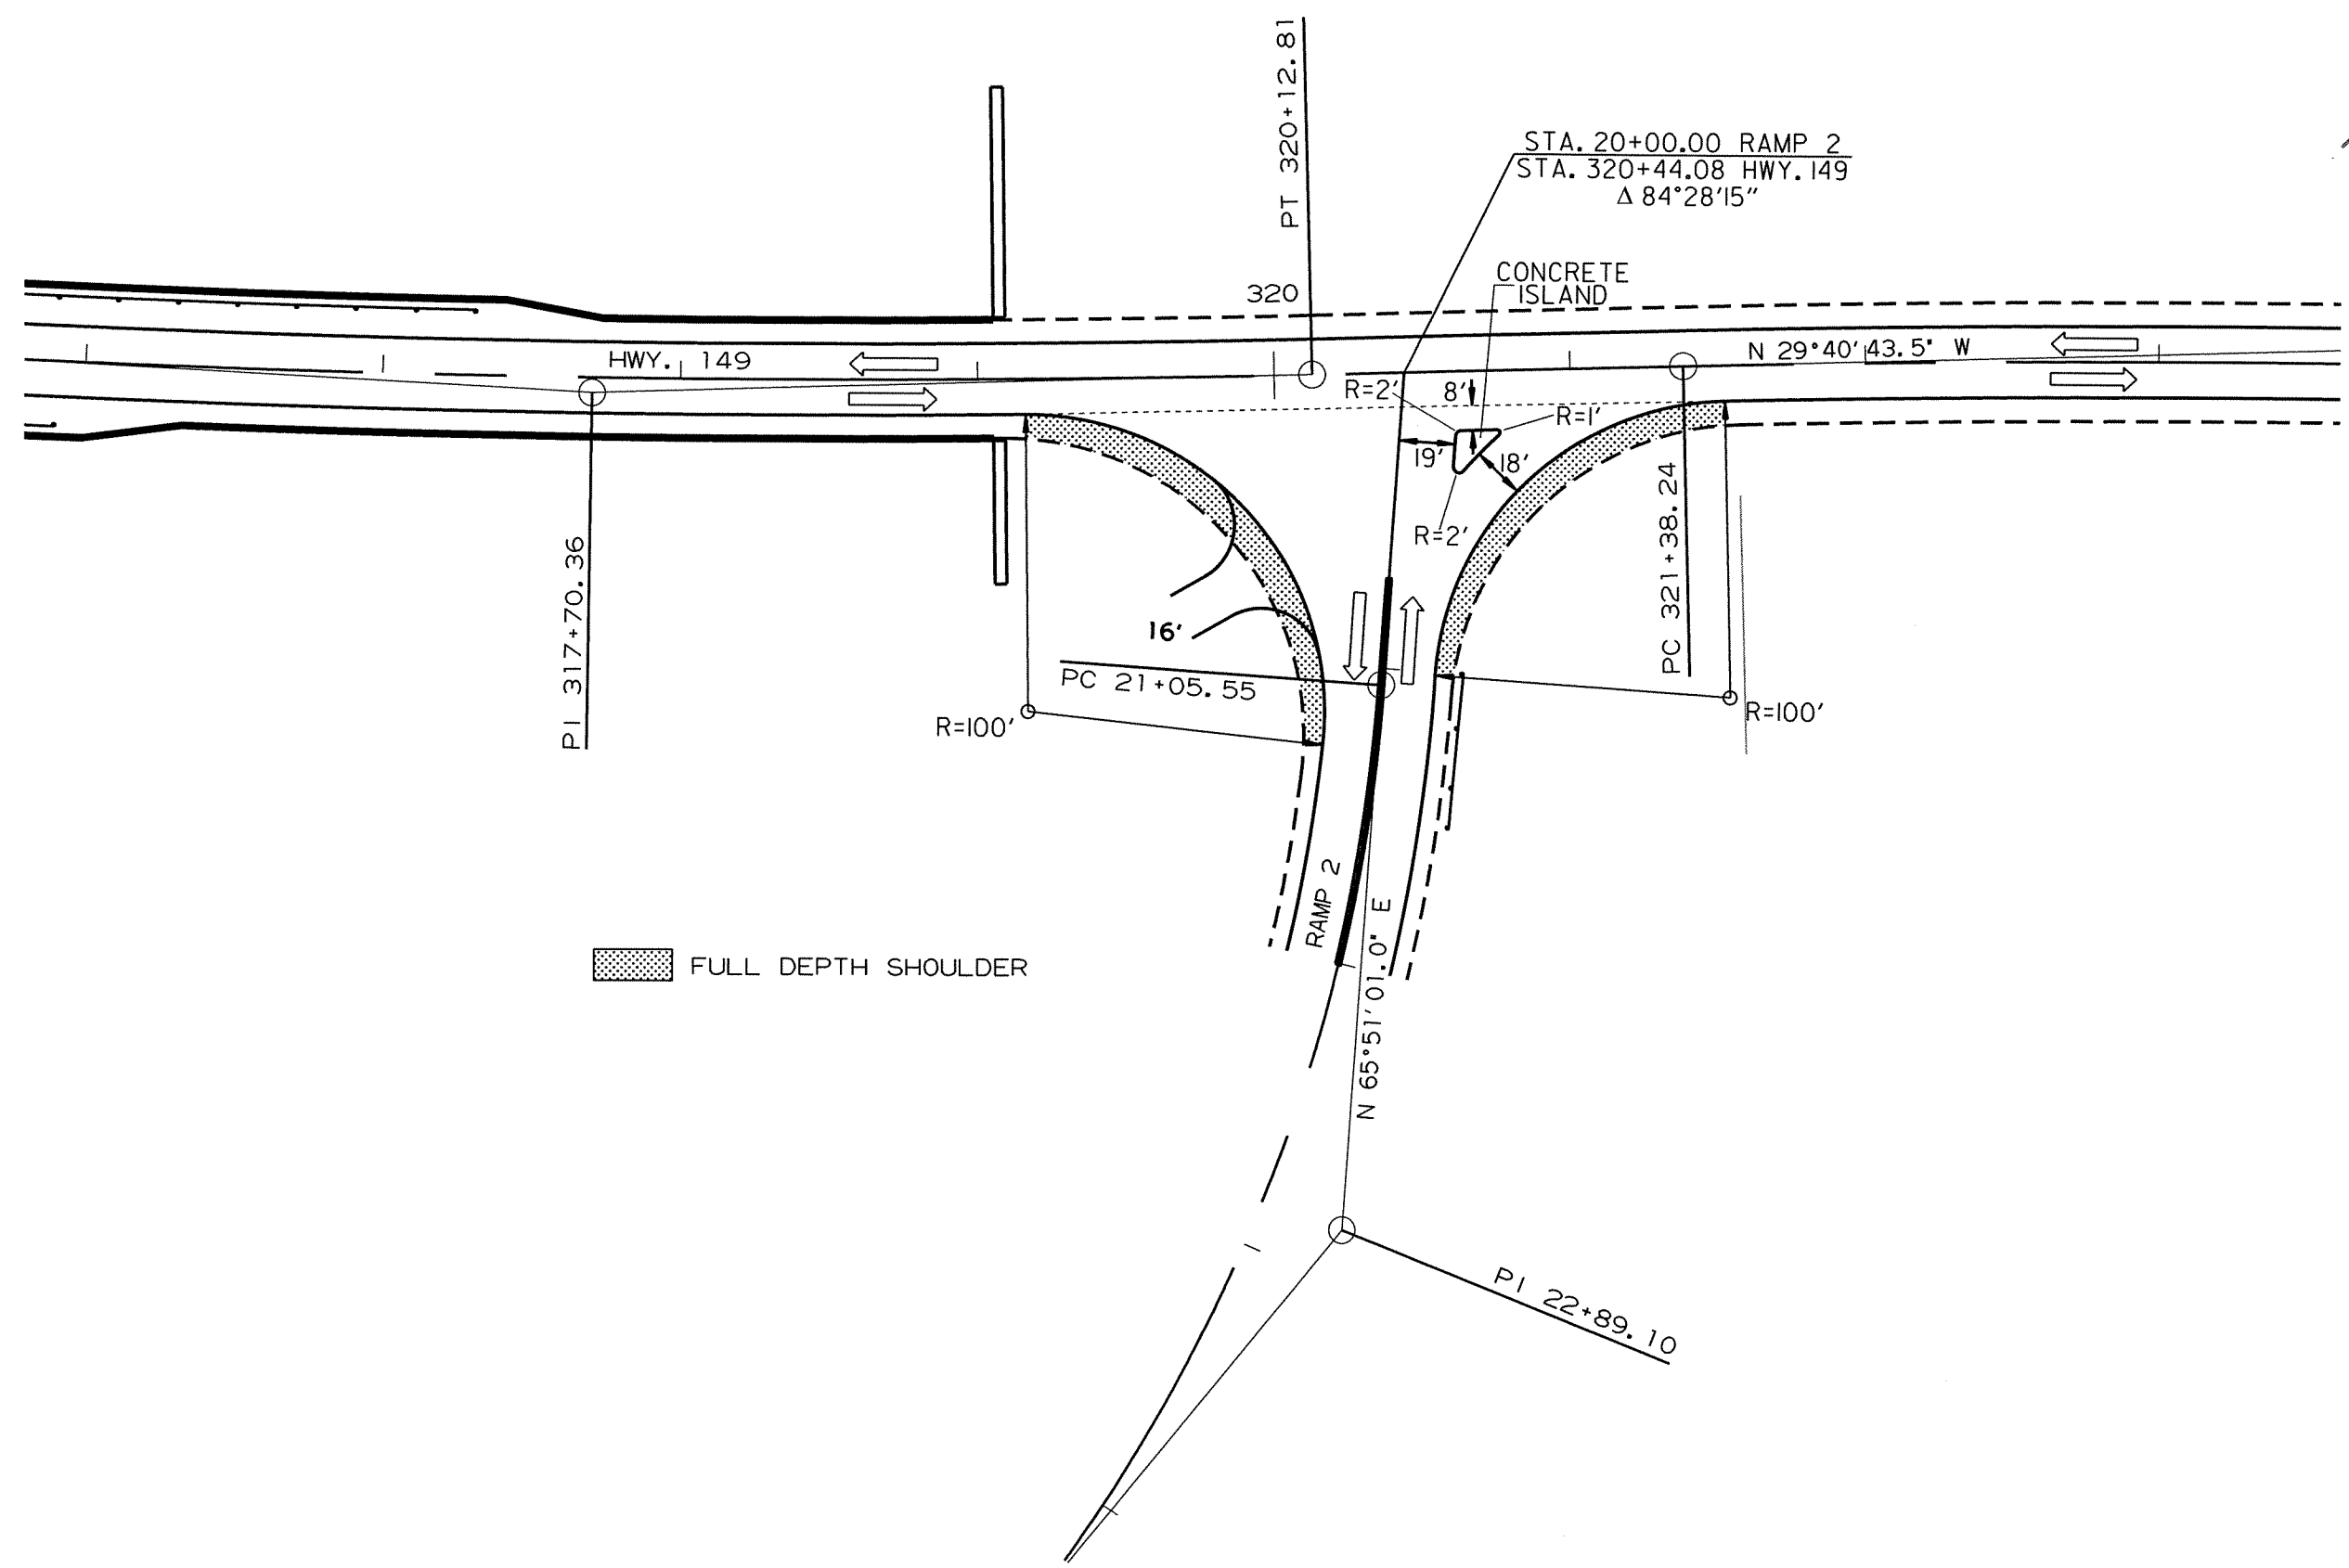 PT 320+12.81
STA. 20+00.00 RAMP 2
STA. 320+44.08 HWY. 149
Δ 84°28'15"
CONCRETE
ISLAND
320
HWY. 149
N 29°40'43.5" W
R=2'
8'
R=1'
19'
18'
R=2'
PI 317+70.36
PC 321+38.24
16'
PC 21+05.55
R=100'
R=100'
RAMP 2
N 65°51'01.0" E
FULL DEPTH SHOULDER
PI 22+89.10